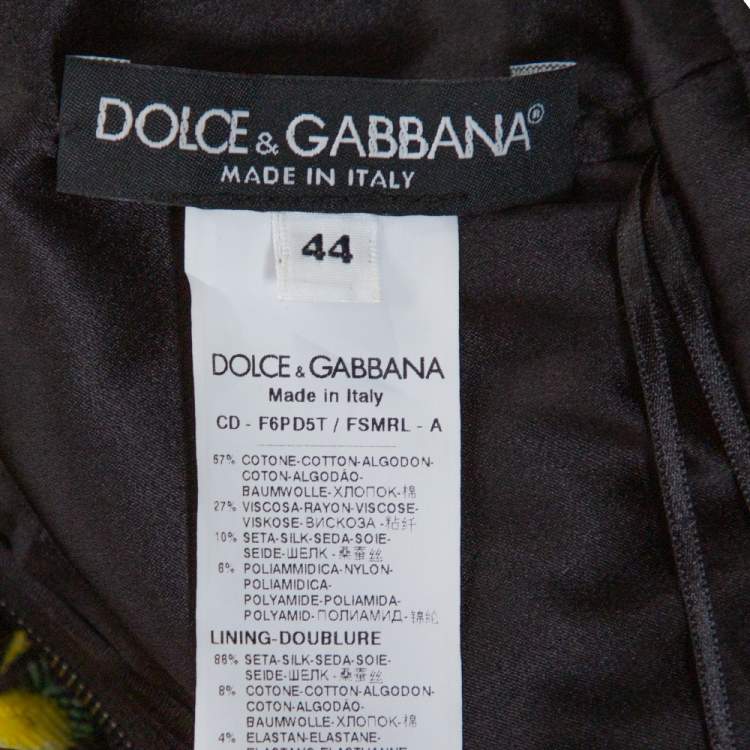 DOLCE & GABBANA®
MADE IN ITALY
44
DOLCE & GABBANA
Made in Italy
CD - F6PD5T / FSMRL - A
57% COTONE-COTTON-ALGODON-
COTON-ALGODÃO-
BAUMWOLLE-ХЛОПОК-棉
27% VISCOSA-RAYON-VISCOSE-
VISKOSE-ВИСКОЗА-粘纤
10% SETA-SILK-SEDA-SOIE-
SEIDE-ШЕЛК-桑蚕丝
6% POLIAMMIDICA-NYLON-
POLIAMIDICA-
POLYAMIDE-POLIAMIDA-
POLYAMID-ПОЛИАМИД-锦纶
LINING-DOUBLURE
88% SETA-SILK-SEDA-SOIE-
SEIDE-ШЕЛК-桑蚕丝
8% COTONE-COTTON-ALGODON-
COTON-ALGODÃO-
BAUMWOLLE-ХЛОПОК-棉
4% ELASTAN-ELASTANE-